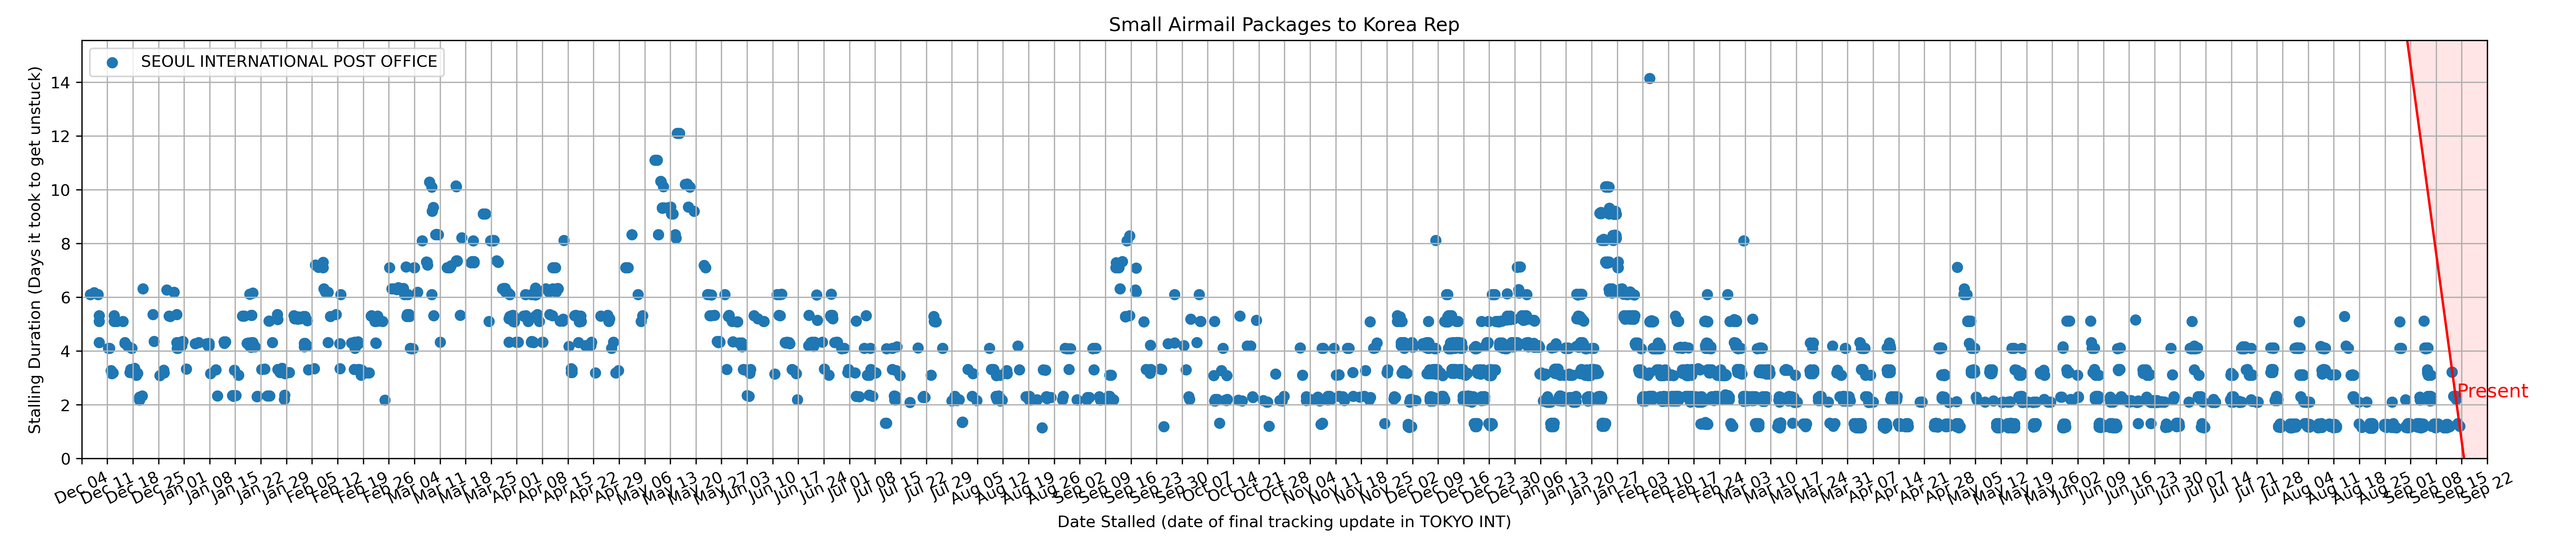 Small Airmail Packages to Korea Rep
SEOUL INTERNATIONAL POST OFFICE
Stalling Duration (Days it took to get unstuck)
14
12
10
8
6
4
2
0
Present
Dec 04
Dec 11
Dec 18
Dec 25
Jan 01
Jan 08
Jan 15
Jan 22
Jan 29
Feb 05
Feb 12
Feb 19
Feb 26
Mar 04
Mar 11
Mar 18
Mar 25
Apr 01
Apr 08
Apr 15
Apr 22
Apr 29
May 06
May 13
May 20
May 27
Jun 03
Jun 10
Jun 17
Jun 24
Jul 01
Jul 08
Jul 15
Jul 22
Jul 29
Aug 05
Aug 12
Aug 19
Aug 26
Sep 02
Sep 09
Sep 16
Sep 23
Sep 30
Oct 07
Oct 14
Oct 21
Oct 28
Nov 04
Nov 11
Nov 18
Nov 25
Dec 02
Dec 09
Dec 16
Dec 23
Dec 30
Jan 06
Jan 13
Jan 20
Jan 27
Feb 03
Feb 10
Feb 17
Feb 24
Mar 03
Mar 10
Mar 17
Mar 24
Mar 31
Apr 07
Apr 14
Apr 21
Apr 28
May 05
May 12
May 19
May 26
Jun 02
Jun 09
Jun 16
Jun 23
Jun 30
Jul 07
Jul 14
Jul 21
Jul 28
Aug 04
Aug 11
Aug 18
Aug 25
Sep 01
Sep 08
Sep 15
Sep 22
Date Stalled (date of final tracking update in TOKYO INT)